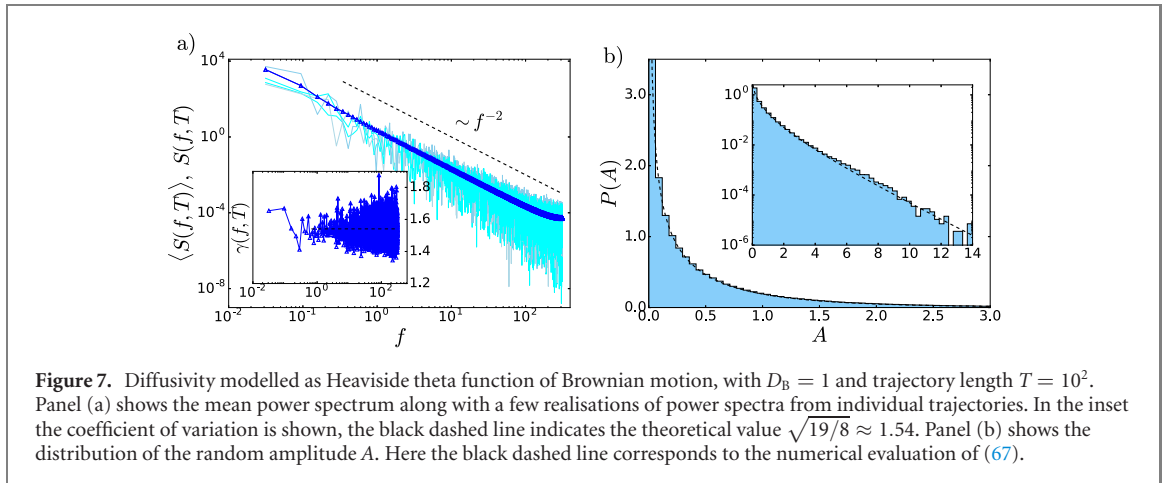 a)
10^4
10^0
10^-4
10^-8
⟨S(f,T)⟩, S(f,T)
~ f^-2
1.8
1.6
1.4
1.2
γ(f,T)
10^-2 10^0 10^2
10^-2 10^-1 10^0 10^1 10^2
f
b)
3.5
3.0
2.0
1.0
0.0
P(A)
10^0
10^-2
10^-4
10^-6
0 2 4 6 8 10 12 14
0.0 0.5 1.0 1.5 2.0 2.5 3.0
A
Figure 7. Diffusivity modelled as Heaviside theta function of Brownian motion, with D_B = 1 and trajectory length T = 10^2.
Panel (a) shows the mean power spectrum along with a few realisations of power spectra from individual trajectories. In the inset
the coefficient of variation is shown, the black dashed line indicates the theoretical value √19/8 ≈ 1.54. Panel (b) shows the
distribution of the random amplitude A. Here the black dashed line corresponds to the numerical evaluation of (67).